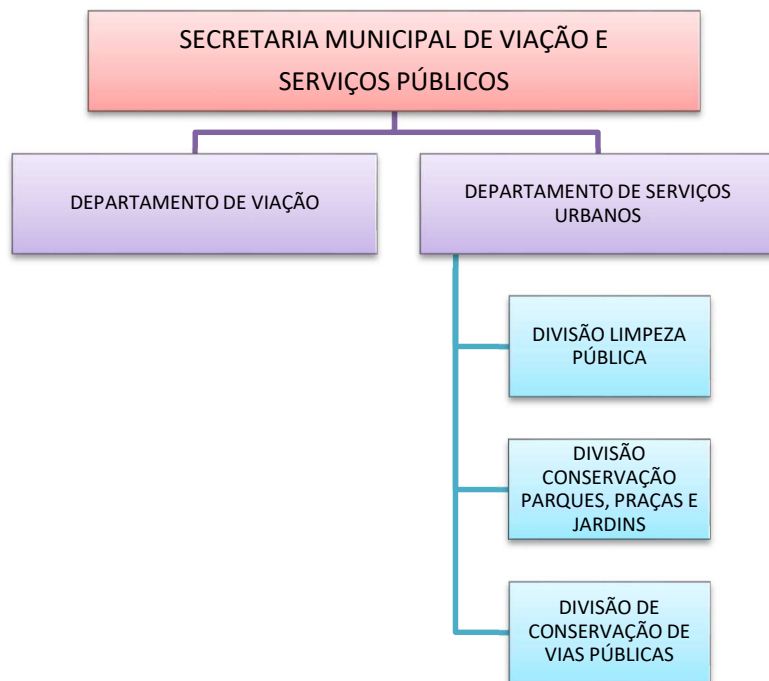 SECRETARIA MUNICIPAL DE VIAÇÃO E
SERVIÇOS PÚBLICOS
DEPARTAMENTO DE VIAÇÃO
DEPARTAMENTO DE SERVIÇOS
URBANOS
DIVISÃO LIMPEZA
PÚBLICA
DIVISÃO
CONSERVAÇÃO
PARQUES, PRAÇAS E
JARDINS
DIVISÃO DE
CONSERVAÇÃO DE
VIAS PÚBLICAS